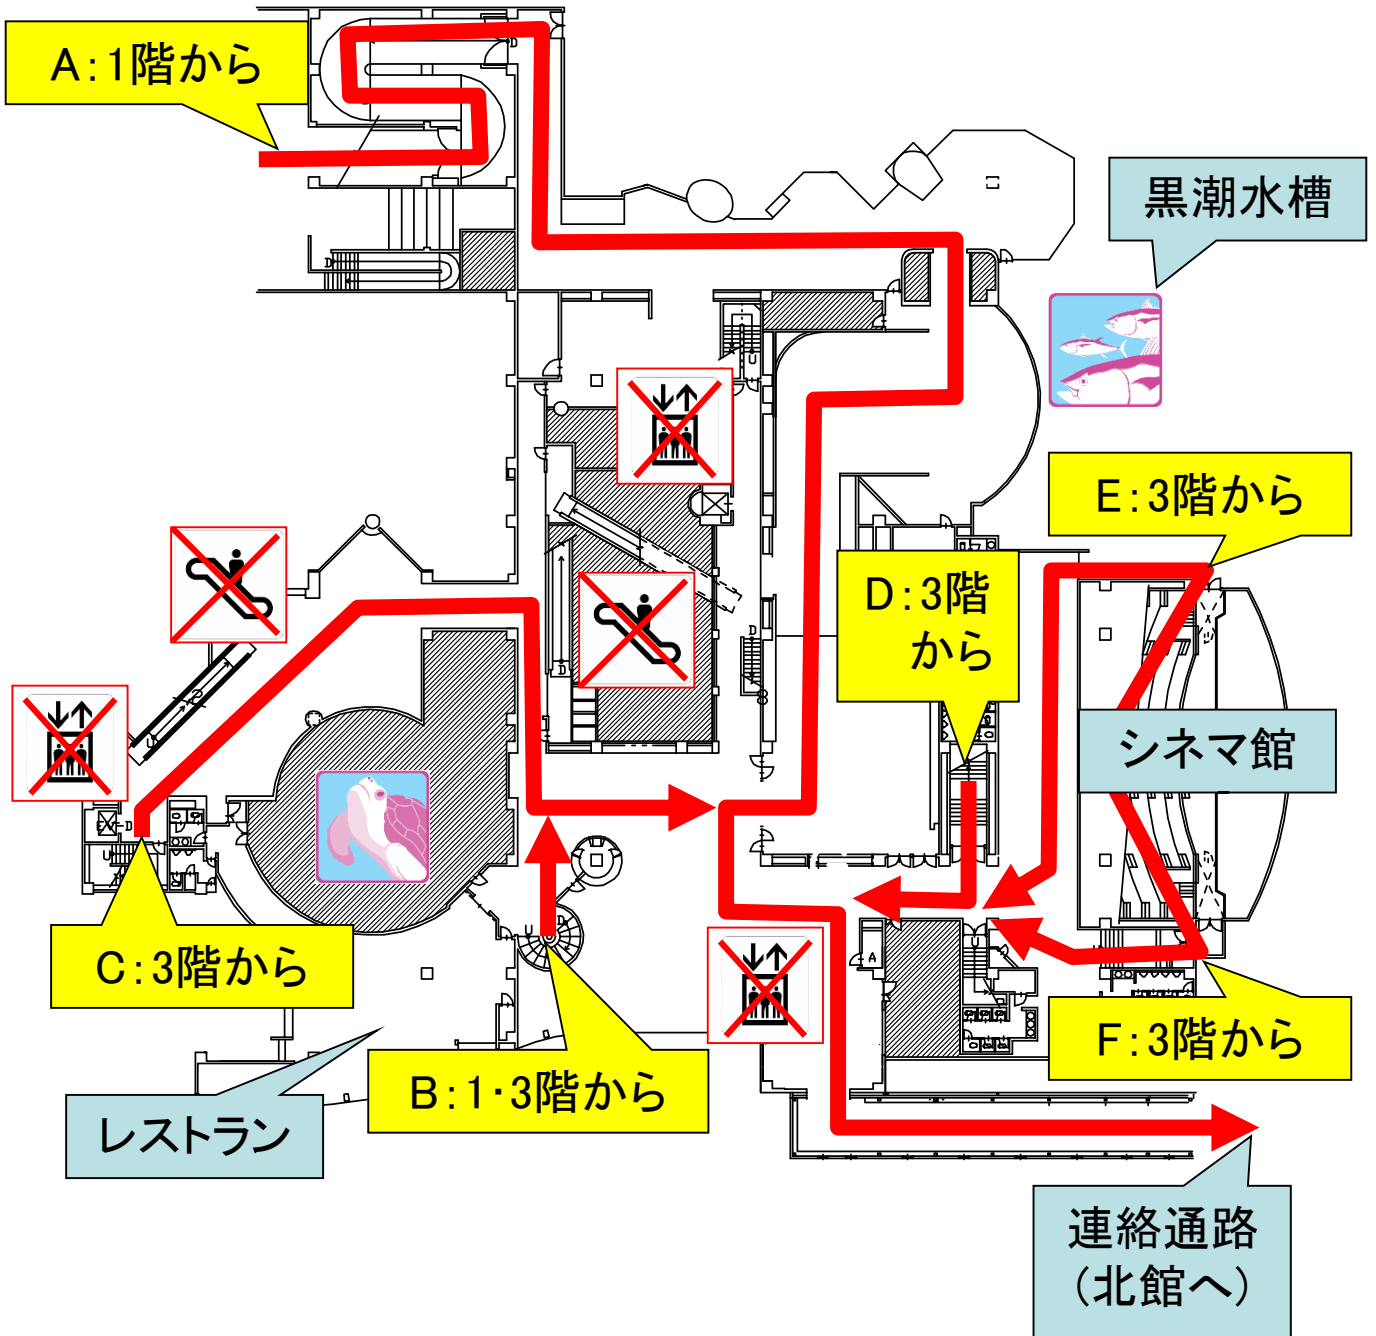 A:1階から
黒潮水槽
E:3階から
D:3階
から
シネマ館
C:3階から
F:3階から
B:1・3階から
レストラン
連絡通路
(北館へ)